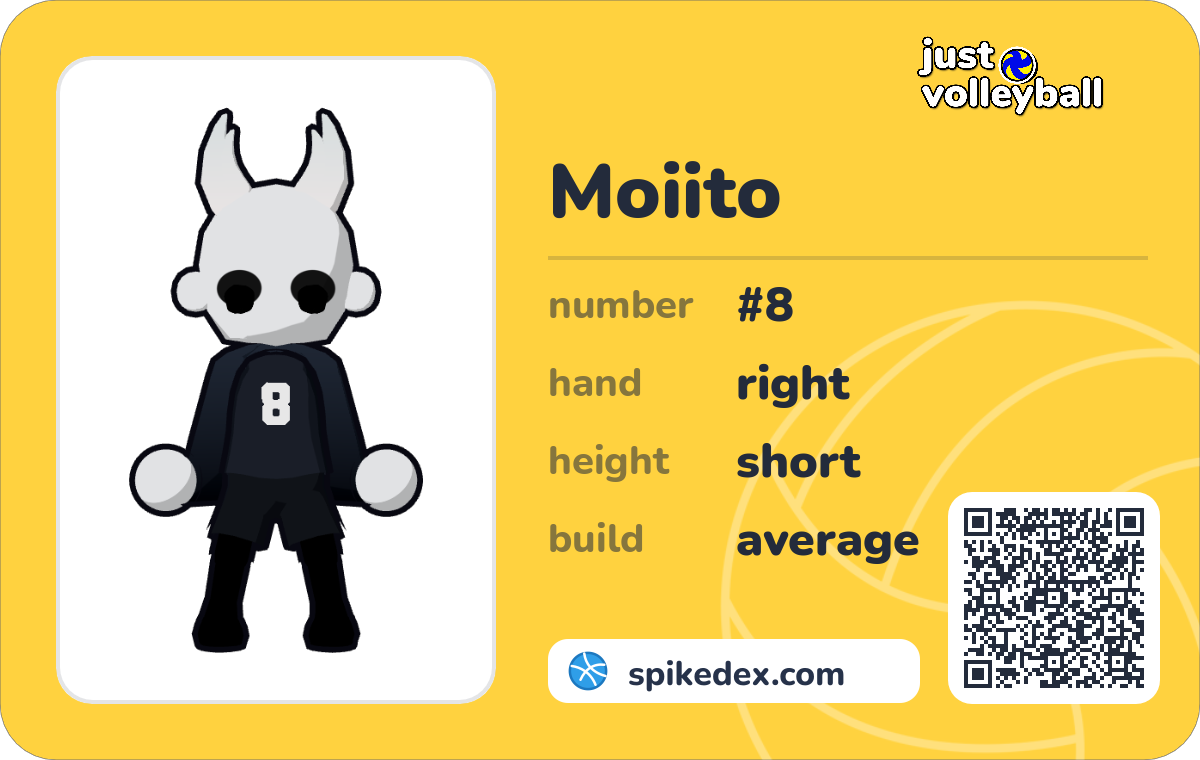 just
volleyball
Moiito
number #8
hand right
height short
build average
8
spikedex.com